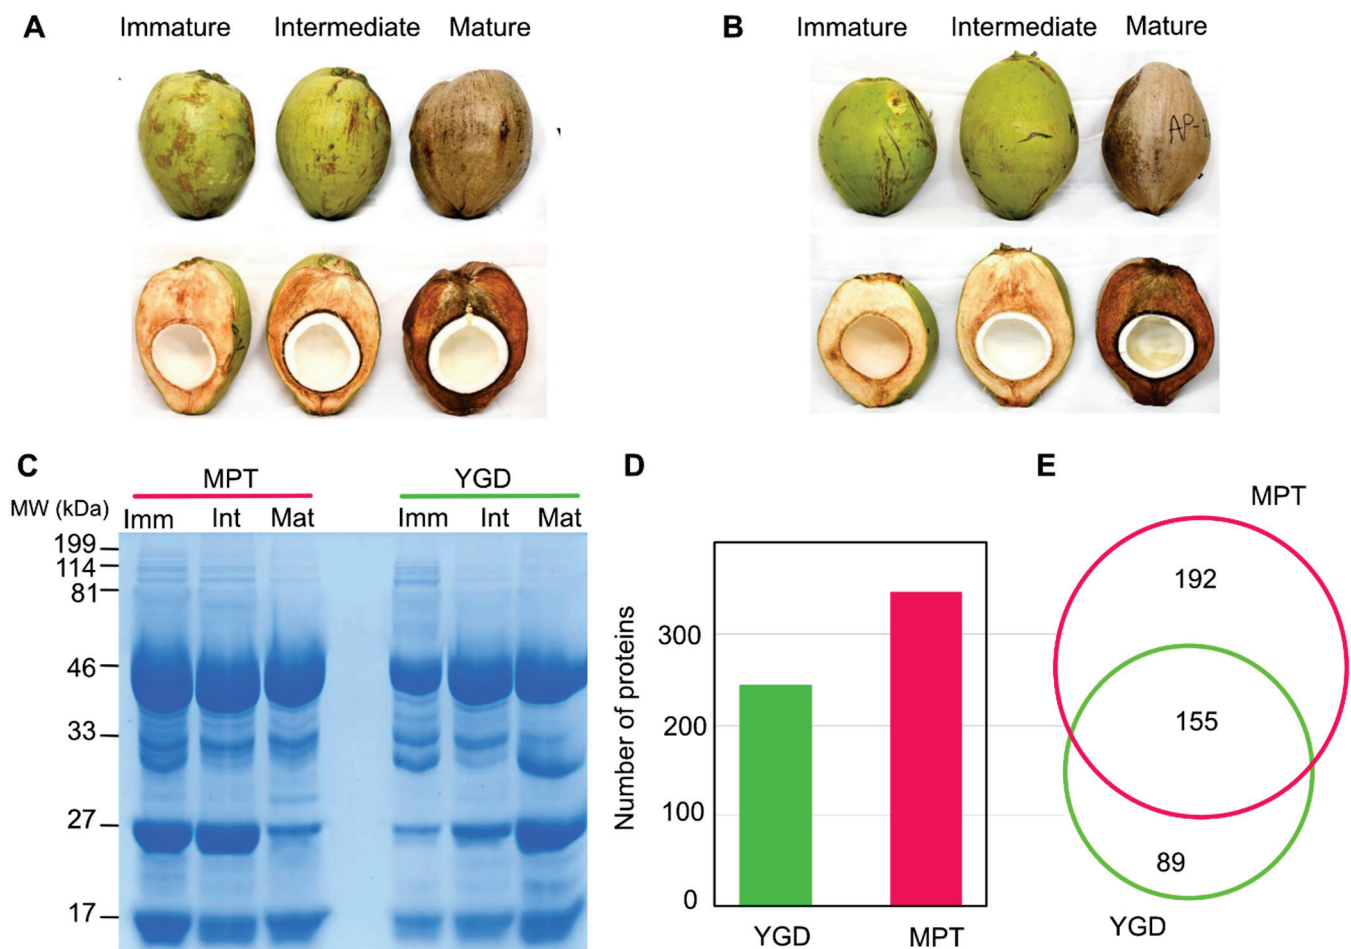 A
Immature Intermediate Mature
B
Immature Intermediate Mature
AP-1
C
MPT
YGD
MW (kDa)
Imm Int Mat
Imm Int Mat
199
114
81
46
33
27
17
D
Number of proteins
300
200
100
0
YGD MPT
E
MPT
192
155
89
YGD